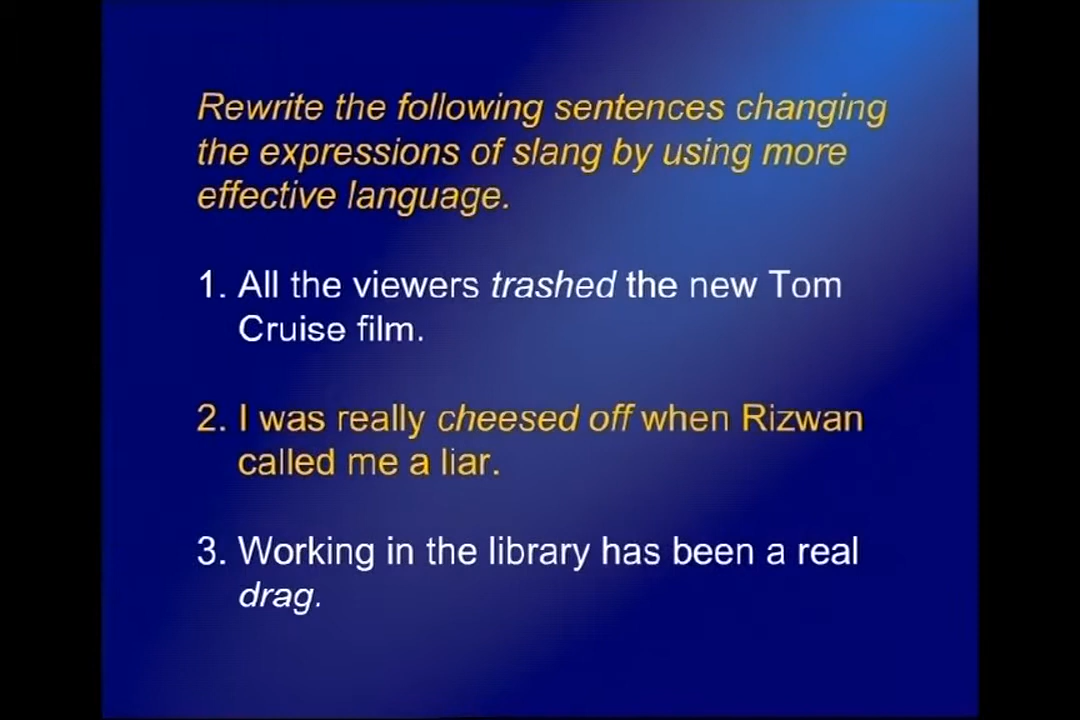 Rewrite the following sentences changing
the expressions of slang by using more
effective language.
1. All the viewers trashed the new Tom
Cruise film.
2. I was really cheesed off when Rizwan
called me a liar.
3. Working in the library has been a real
drag.